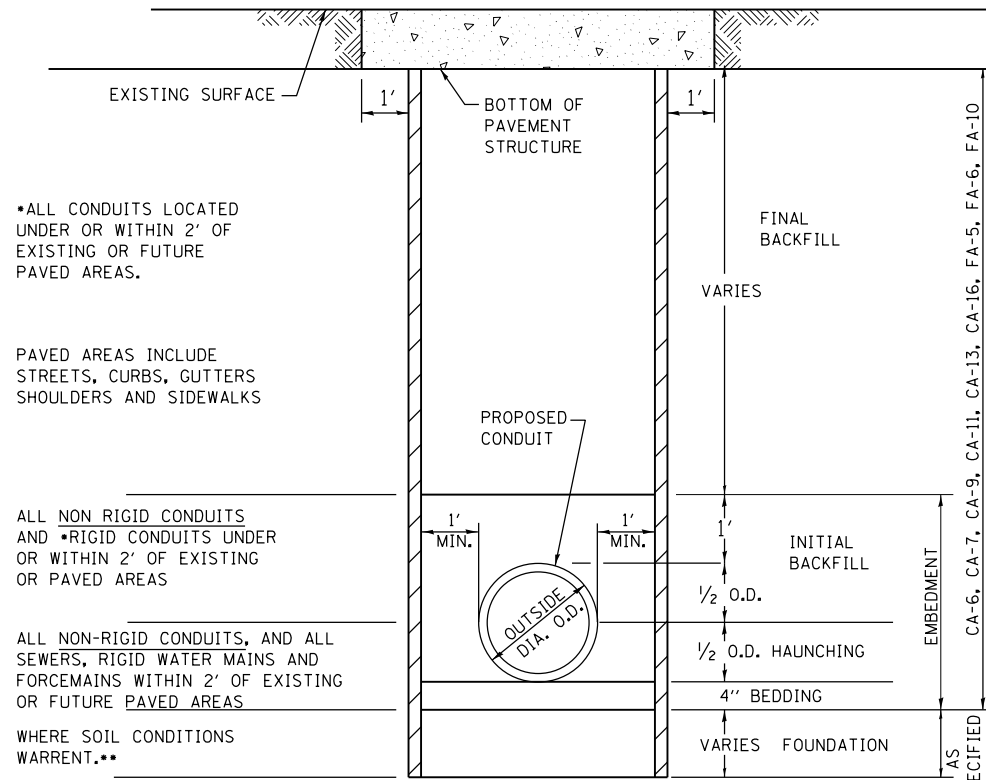 EXISTING SURFACE
1'
BOTTOM OF
PAVEMENT
STRUCTURE
1'
*ALL CONDUITS LOCATED
UNDER OR WITHIN 2' OF
EXISTING OR FUTURE
PAVED AREAS.
FINAL
BACKFILL
VARIES
PAVED AREAS INCLUDE
STREETS, CURBS, GUTTERS
SHOULDERS AND SIDEWALKS
PROPOSED
CONDUIT
ALL NON RIGID CONDUITS
AND *RIGID CONDUITS UNDER
OR WITHIN 2' OF EXISTING
OR PAVED AREAS
1'
MIN.
1'
MIN.
1'
INITIAL
BACKFILL
½ O.D.
OUTSIDE
DIA. O.D.
ALL NON-RIGID CONDUITS, AND ALL
SEWERS, RIGID WATER MAINS AND
FORCEMAINS WITHIN 2' OF EXISTING
OR FUTURE PAVED AREAS
½ O.D. HAUNCHING
4'' BEDDING
WHERE SOIL CONDITIONS
WARRENT.**
VARIES FOUNDATION
EMBEDMENT
CA-6, CA-7, CA-9, CA-11, CA-13, CA-16, FA-5, FA-6, FA-10
AS
ECIFIED